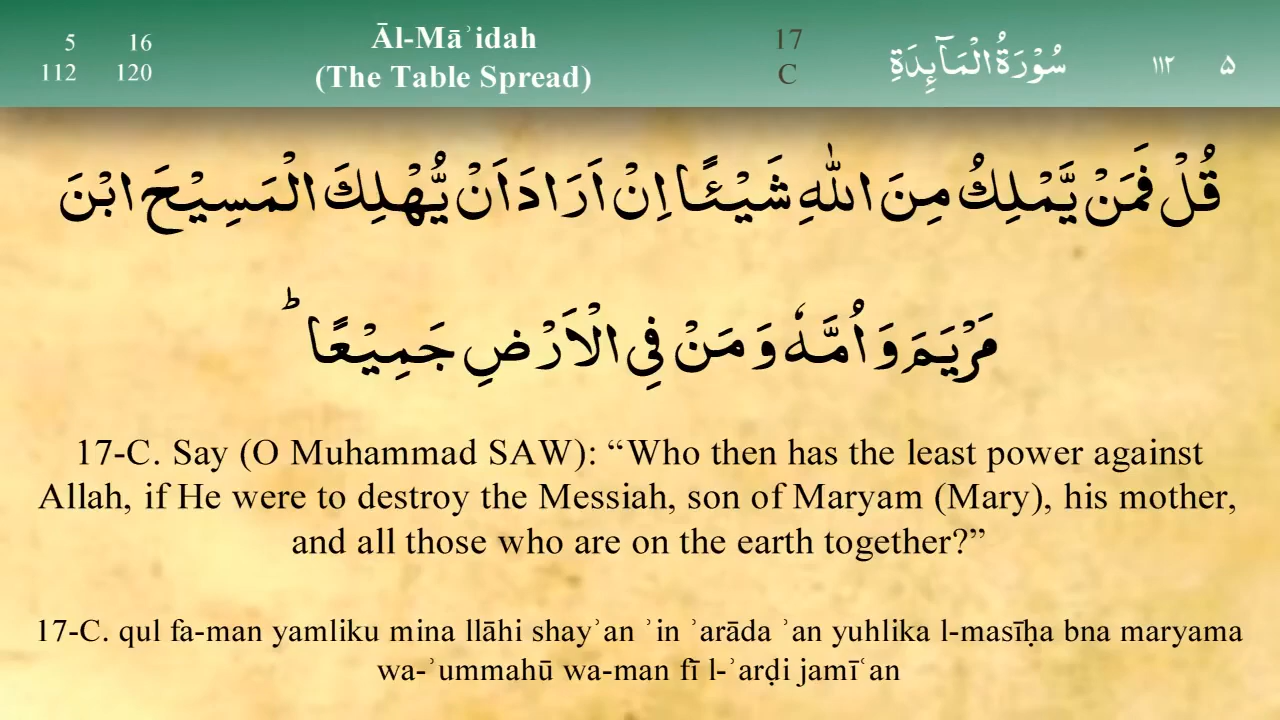 5 16
112 120
Āl-Māʾidah
(The Table Spread)
17
C
سُوْرَةُ الْمَآئِدَةِ
١١٢ ۵
قُلْ فَمَنْ يَّمْلِكُ مِنَ اللّٰهِ شَيْئًا اِنْ اَرَادَ اَنْ يُّهْلِكَ الْمَسِيْحَ ابْنَ
مَرْيَمَ وَاُمَّهٗ وَمَنْ فِى الْاَرْضِ جَمِيْعًا ؕ
17-C. Say (O Muhammad SAW): “Who then has the least power against
Allah, if He were to destroy the Messiah, son of Maryam (Mary), his mother,
and all those who are on the earth together?”
17-C. qul fa-man yamliku mina llāhi shayʾan ʾin ʾarāda ʾan yuhlika l-masīḥa bna maryama
wa-ʾummahū wa-man fī l-ʾarḍi jamīʿan